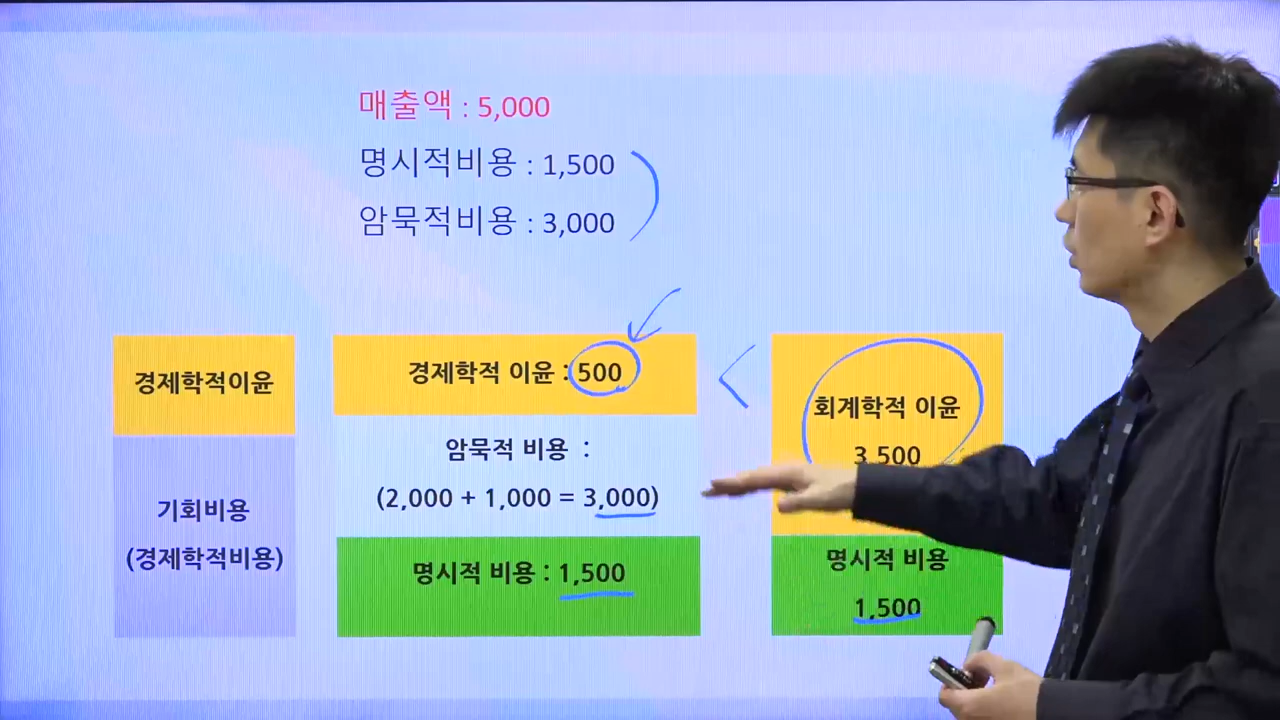 매출액 : 5,000
명시적비용 : 1,500
암묵적비용 : 3,000
경제학적이윤
경제학적 이윤 : 500
<
회계학적 이윤
3,500
암묵적 비용 :
(2,000 + 1,000 = 3,000)
기회비용
(경제학적비용)
명시적 비용 : 1,500
명시적 비용
1,500